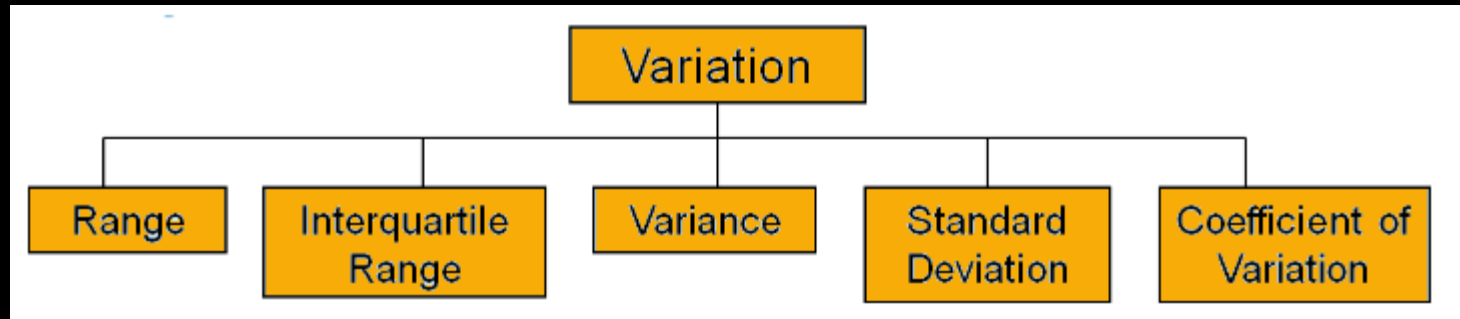 Variation
Range
Interquartile
Range
Variance
Standard
Deviation
Coefficient of
Variation